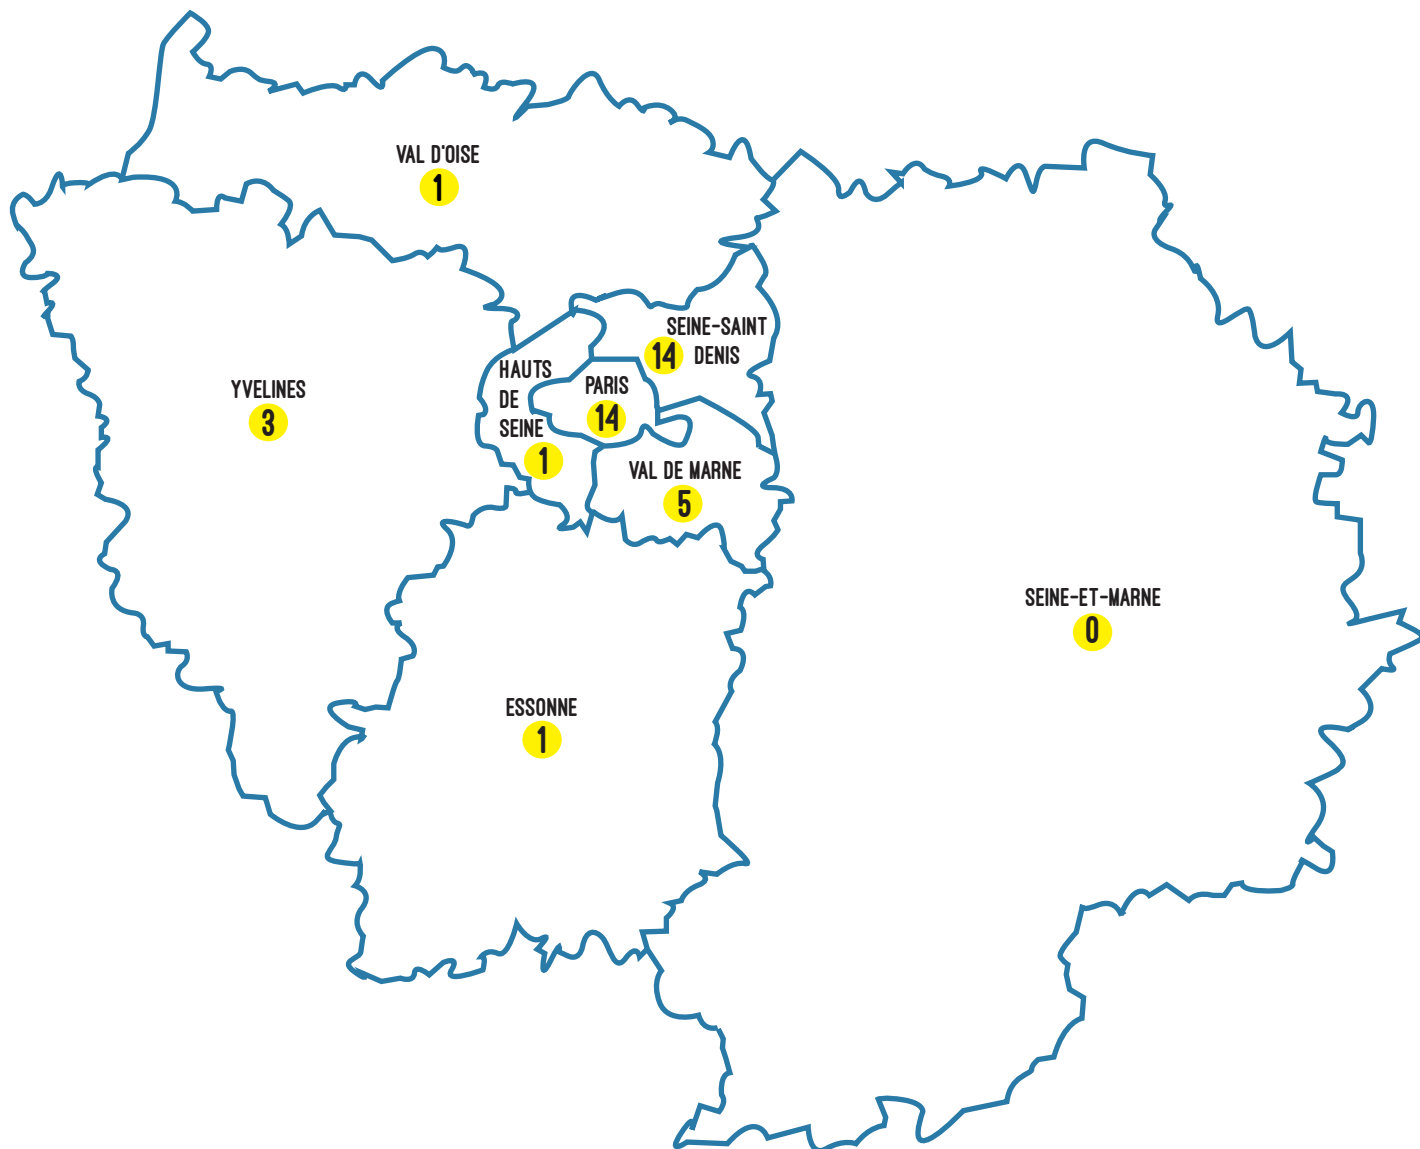 VAL D'OISE
1
SEINE-SAINT
14 DENIS
HAUTS
DE
SEINE
1
PARIS
14
YVELINES
3
VAL DE MARNE
5
SEINE-ET-MARNE
0
ESSONNE
1